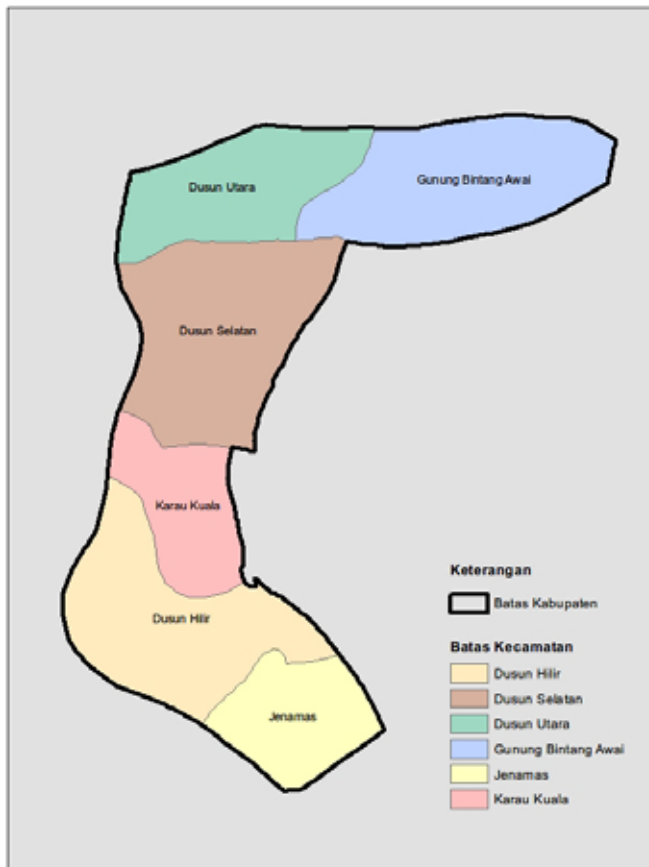 Gunung Bintang Awai
Dusun Utara
Dusun Selatan
Karau Kuala
Dusun Hilir
Jenamas
Keterangan
Batas Kabupaten
Batas Kecamatan
Dusun Hilir
Dusun Selatan
Dusun Utara
Gunung Bintang Awai
Jenamas
Karau Kuala